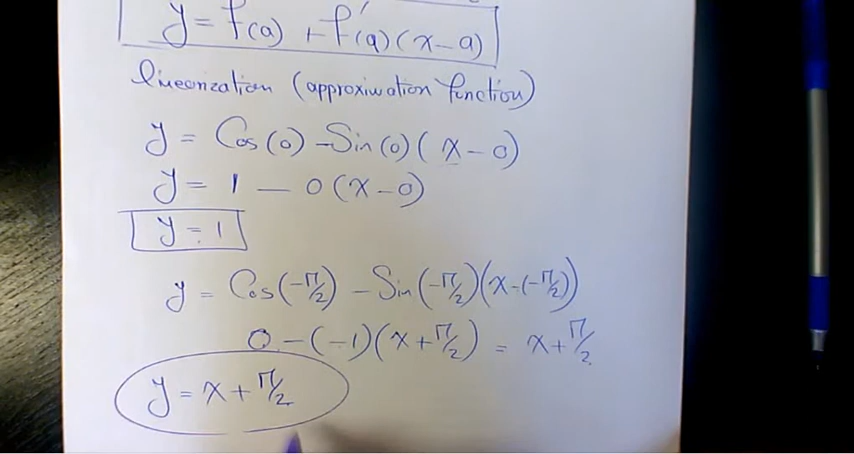 y = f(a) + f'(a)(x-a)
linearization (approximation function)
y = Cos(0) - Sin(0)(x-0)
y = 1 - 0(x-0)
y = 1
y = Cos(-π/2) - Sin(-π/2)(x-(-π/2))
0 - (-1)(x+π/2) = x+π/2
y = x+π/2